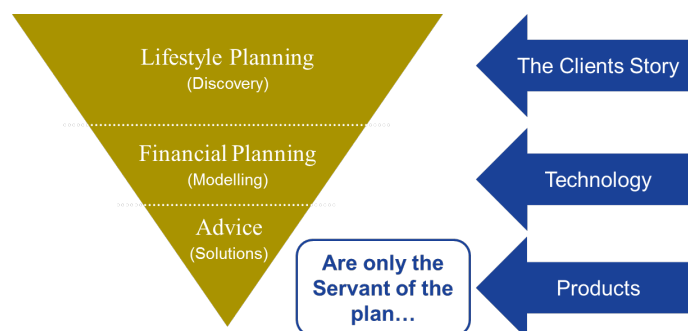 Lifestyle Planning
(Discovery)
The Clients Story
Financial Planning
(Modelling)
Technology
Advice
(Solutions)
Are only the
Servant of the
plan…
Products